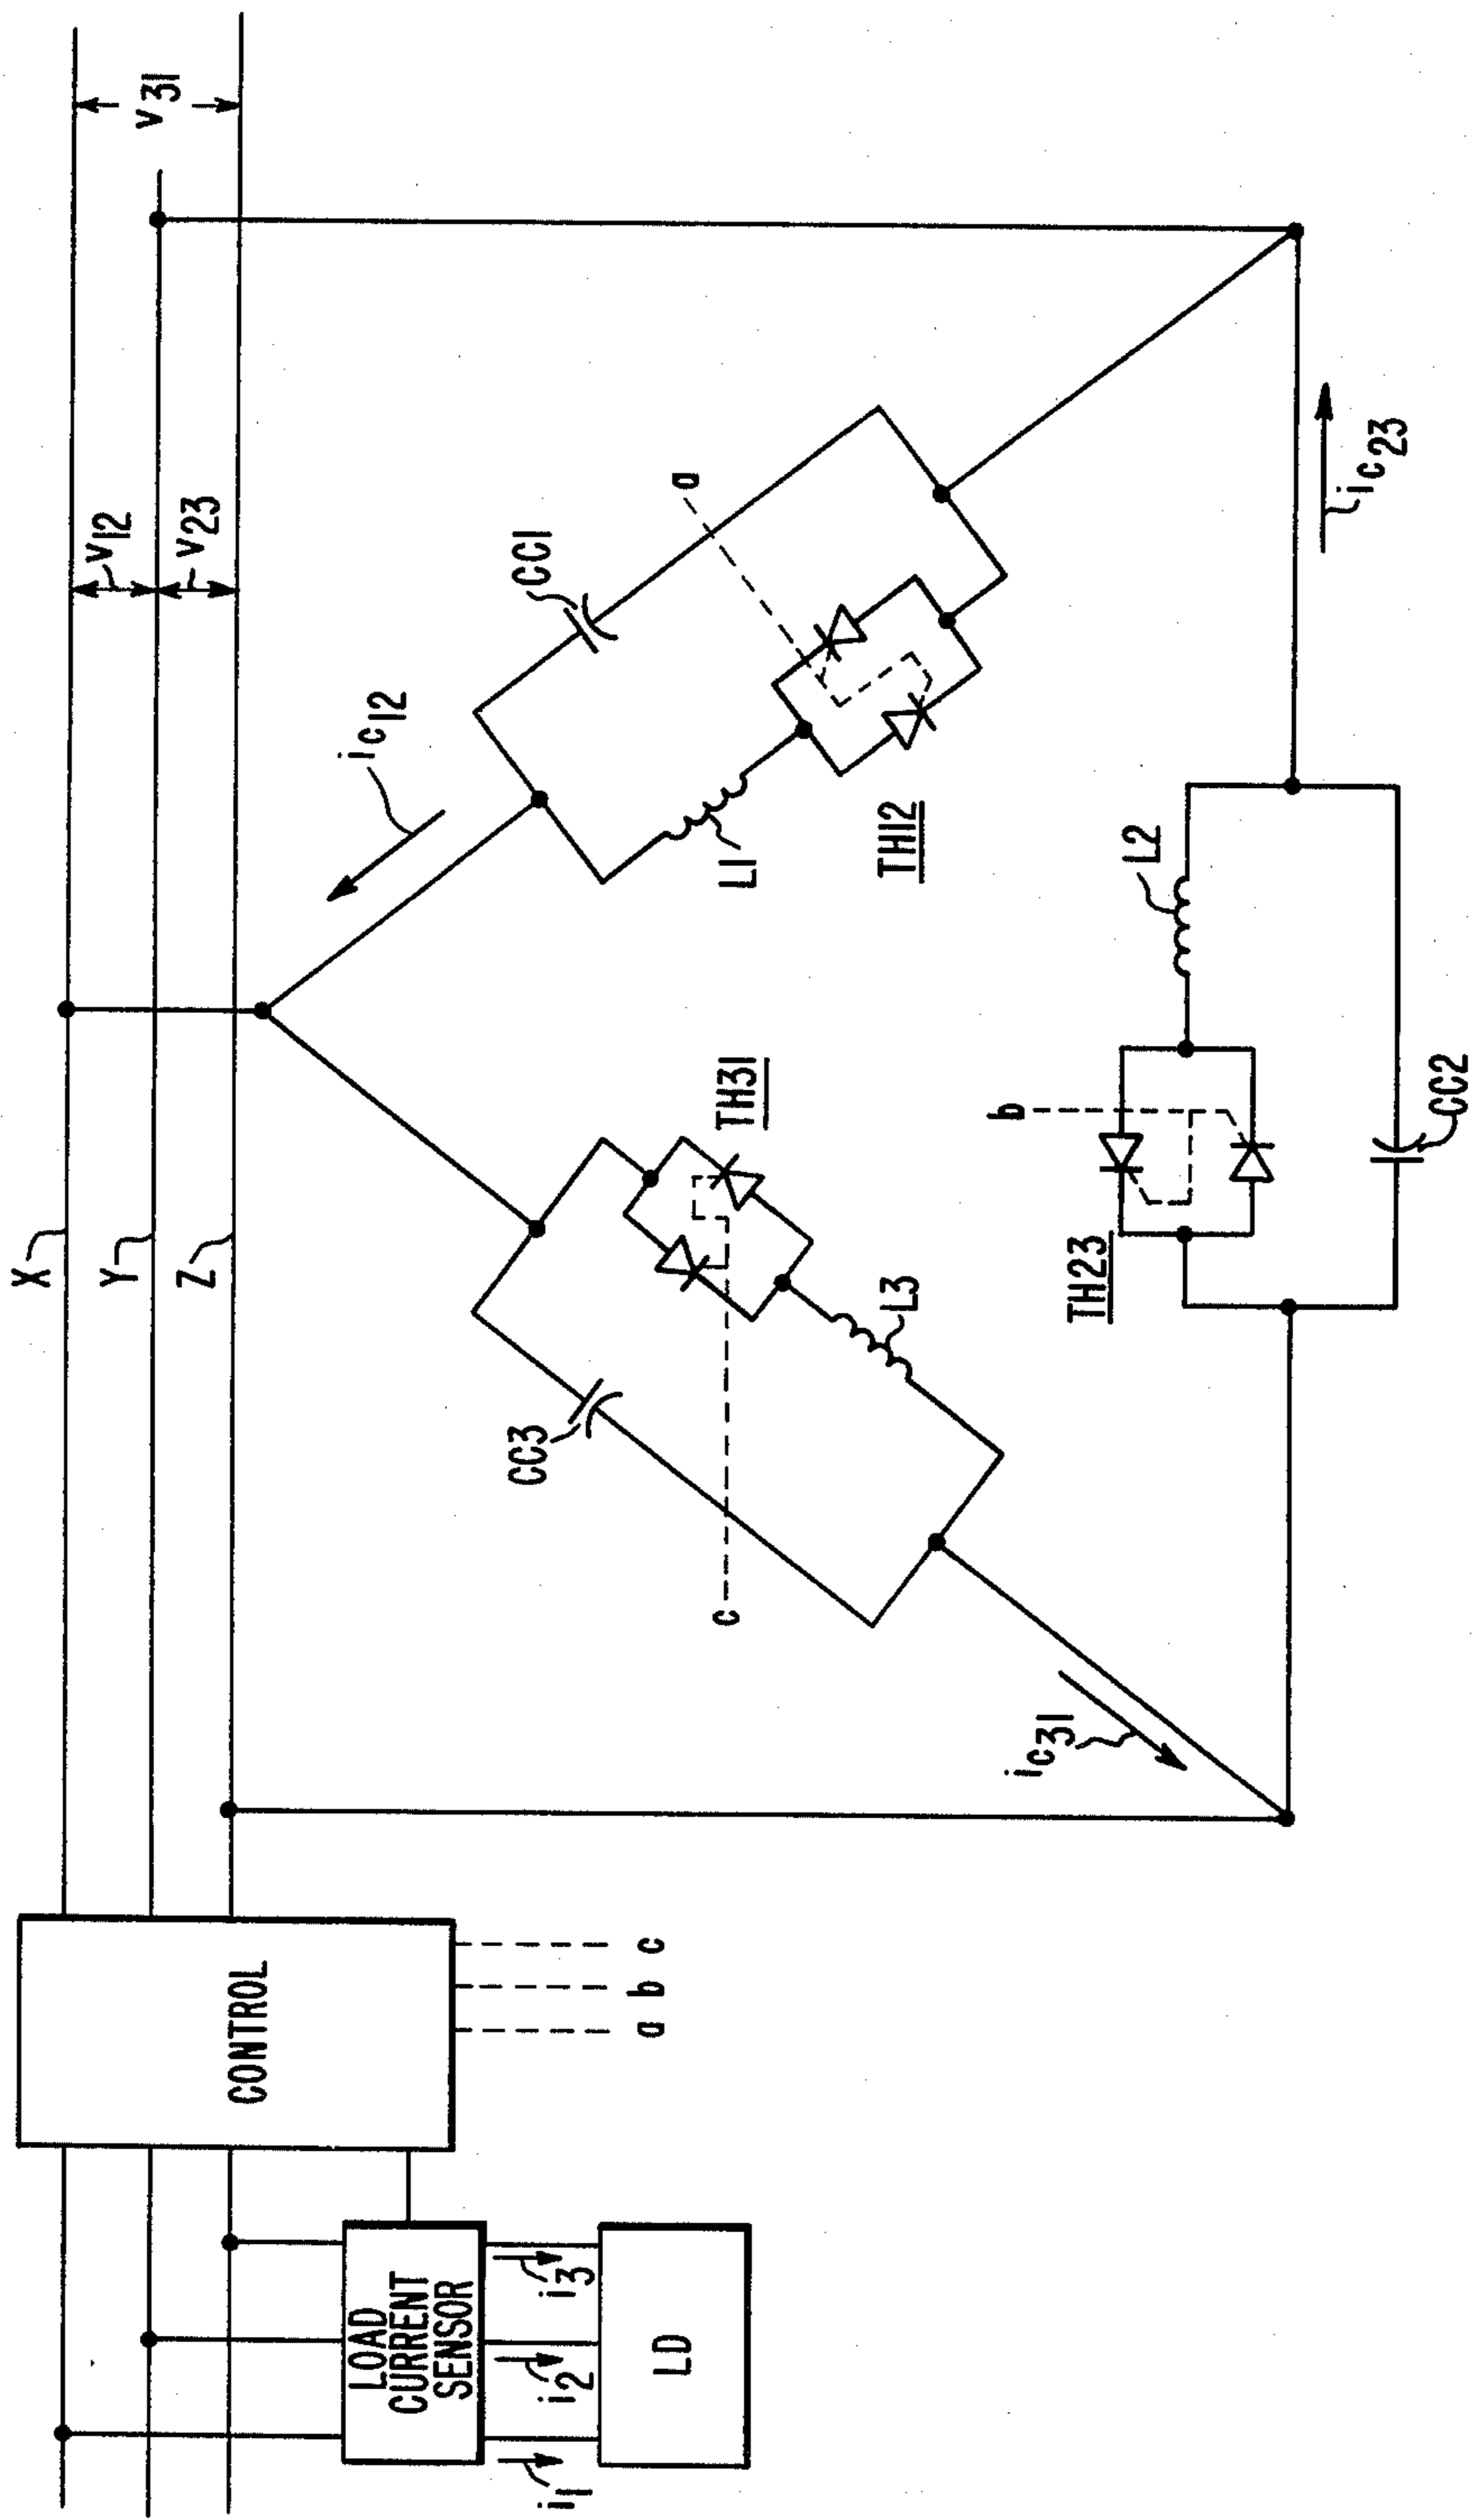 X
Y
Z
V12
V23
V31
CONTROL
a b c
LOAD
CURRENT
SENSOR
i1
i2
i3
LD
ic12
CC1
a
L1
TH12
TH31
CC3
c
L3
ic31
b
TH23
L2
CC2
ic23